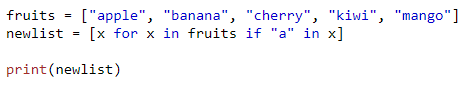 fruits = ["apple", "banana", "cherry", "kiwi", "mango"]
newlist = [x for x in fruits if "a" in x]
print(newlist)